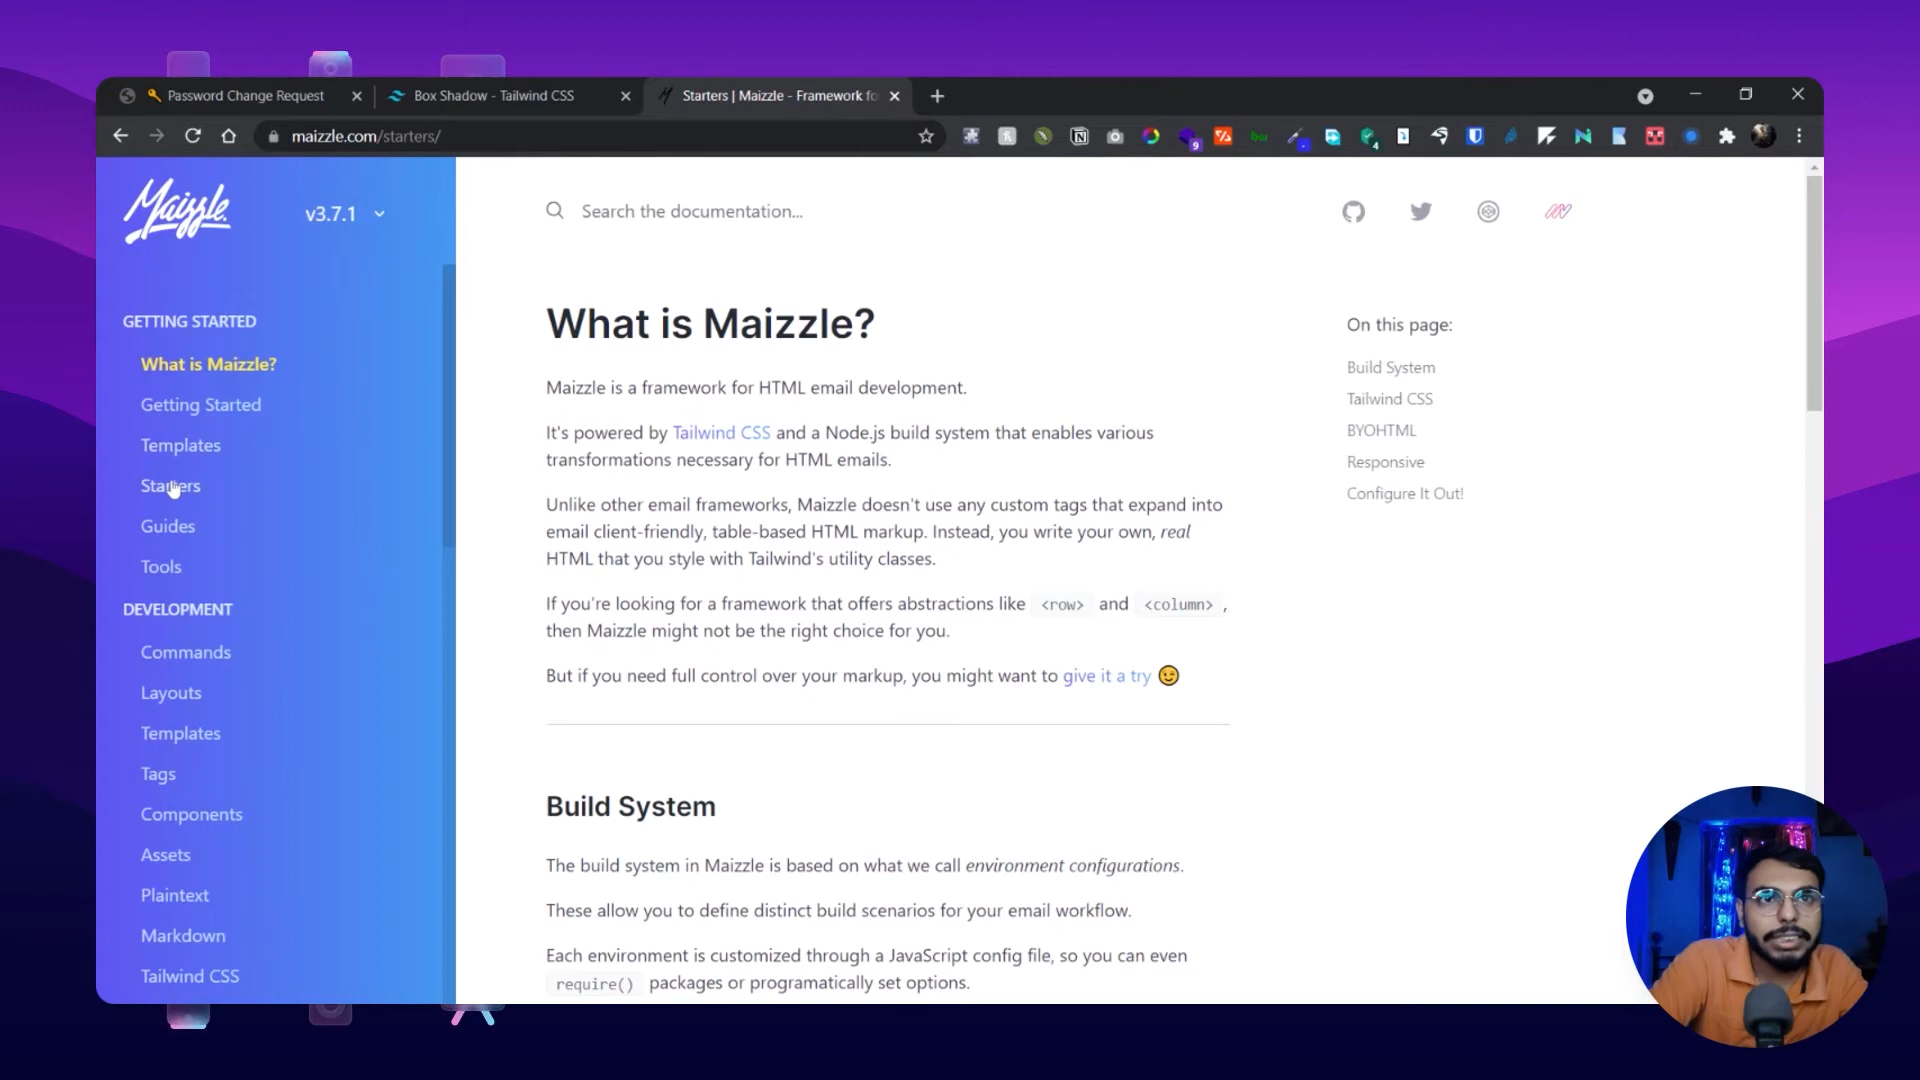 Password Change Request
Box Shadow - Tailwind CSS
Starters | Maizzle - Framework fo
maizzle.com/starters/
9
4
Maizzle.
v3.7.1
Search the documentation...
GETTING STARTED
What is Maizzle?
Getting Started
Templates
Starters
Guides
Tools
DEVELOPMENT
Commands
Layouts
Templates
Tags
Components
Assets
Plaintext
Markdown
Tailwind CSS
What is Maizzle?
Maizzle is a framework for HTML email development.
It's powered by Tailwind CSS and a Node.js build system that enables various
transformations necessary for HTML emails.
Unlike other email frameworks, Maizzle doesn't use any custom tags that expand into
email client-friendly, table-based HTML markup. Instead, you write your own, real
HTML that you style with Tailwind's utility classes.
If you're looking for a framework that offers abstractions like <row> and <column> ,
then Maizzle might not be the right choice for you.
But if you need full control over your markup, you might want to give it a try 😉
Build System
The build system in Maizzle is based on what we call environment configurations.
These allow you to define distinct build scenarios for your email workflow.
Each environment is customized through a JavaScript config file, so you can even
require() packages or programatically set options.
On this page:
Build System
Tailwind CSS
BYOHTML
Responsive
Configure It Out!